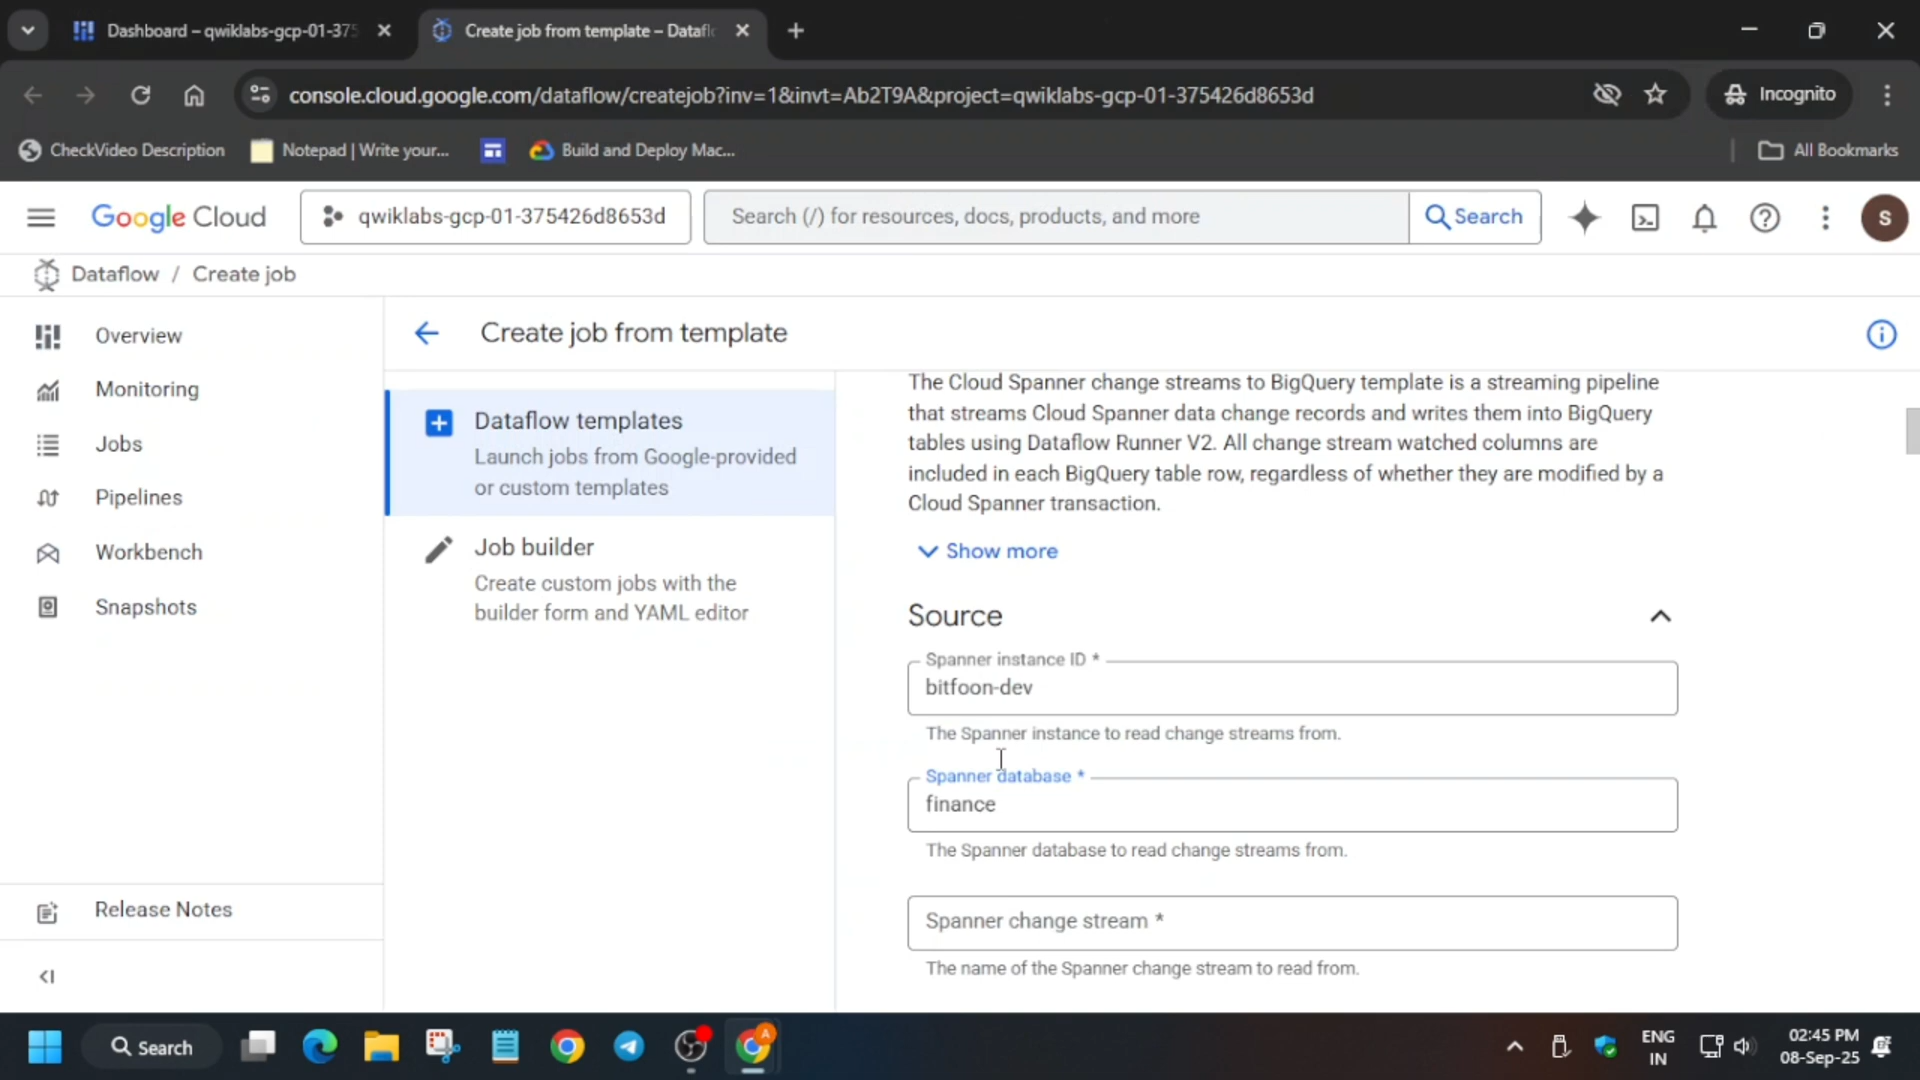 Dashboard – qwiklabs-gcp-01-375
Create job from template – Datafl
console.cloud.google.com/dataflow/createjob?inv=1&invt=Ab2T9A&project=qwiklabs-gcp-01-375426d8653d
Incognito
CheckVideo Description
Notepad | Write your...
Build and Deploy Mac...
All Bookmarks
Google Cloud
qwiklabs-gcp-01-375426d8653d
Search (/) for resources, docs, products, and more
Search
S
Dataflow / Create job
Overview
Monitoring
Jobs
Pipelines
Workbench
Snapshots
Release Notes
Create job from template
Dataflow templates
Launch jobs from Google-provided
or custom templates
Job builder
Create custom jobs with the
builder form and YAML editor
The Cloud Spanner change streams to BigQuery template is a streaming pipeline
that streams Cloud Spanner data change records and writes them into BigQuery
tables using Dataflow Runner V2. All change stream watched columns are
included in each BigQuery table row, regardless of whether they are modified by a
Cloud Spanner transaction.
Show more
Source
Spanner instance ID *
bitfoon-dev
The Spanner instance to read change streams from.
Spanner database *
finance
The Spanner database to read change streams from.
Spanner change stream *
The name of the Spanner change stream to read from.
Search
A
ENG
IN
02:45 PM
08-Sep-25